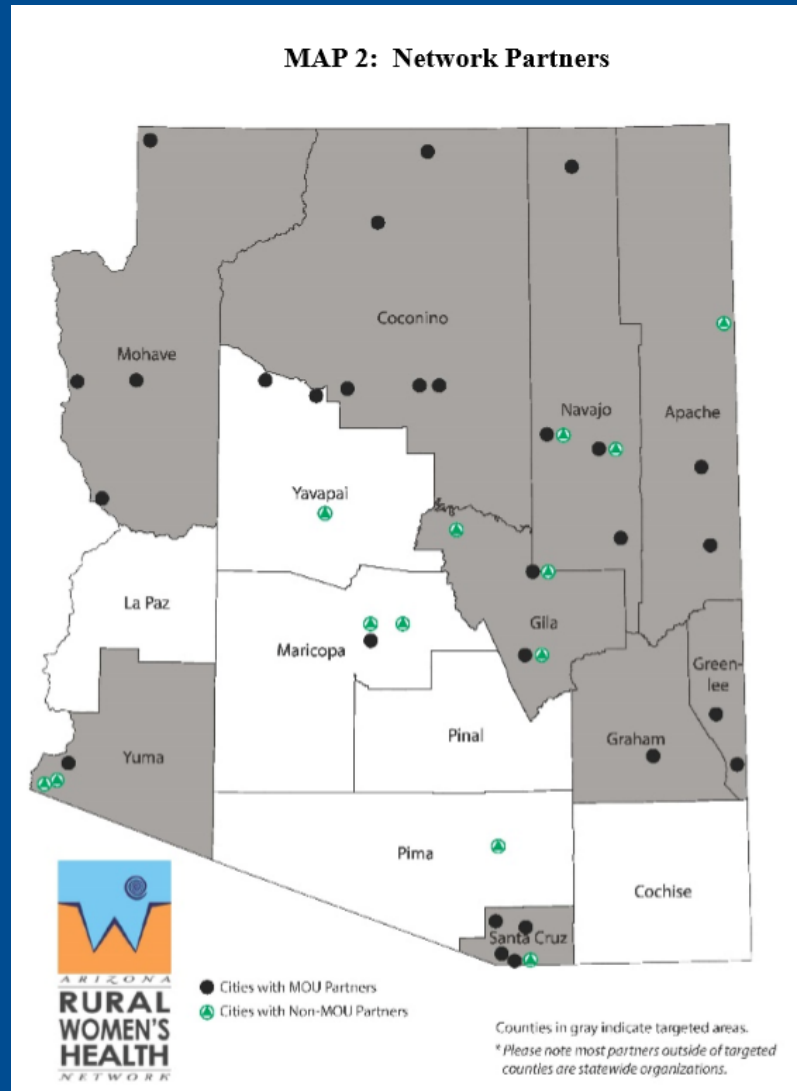 MAP 2:  Network Partners
Coconino
Mohave
Navajo
Apache
Yavapai
La Paz
Gila
Maricopa
Green-
lee
Pinal
Graham
Yuma
Pima
Cochise
Santa Cruz
ARIZONA
RURAL
WOMEN'S
HEALTH
NETWORK
Cities with MOU Partners
Cities with Non-MOU Partners
Counties in gray indicate targeted areas.
* Please note most partners outside of targeted
counties are statewide organizations.